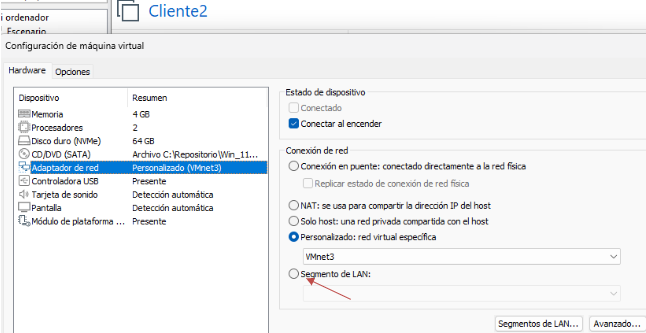 Cliente2
i ordenador
Escenario
Configuración de máquina virtual
Hardware Opciones
Dispositivo Resumen
Memoria 4 GB
Procesadores 2
Disco duro (NVMe) 64 GB
CD/DVD (SATA) Archivo C:\Repositorio\Win_11...
Adaptador de red Personalizado (VMnet3)
Controladora USB Presente
Tarjeta de sonido Detección automática
Pantalla Detección automática
Módulo de plataforma ... Presente
Estado de dispositivo
Conectado
Conectar al encender
Conexión de red
Conexión en puente: conectado directamente a la red física
Replicar estado de conexión de red física
NAT: se usa para compartir la dirección IP del host
Solo host: una red privada compartida con el host
Personalizado: red virtual específica
VMnet3
Segmento de LAN:
Segmentos de LAN... Avanzado...